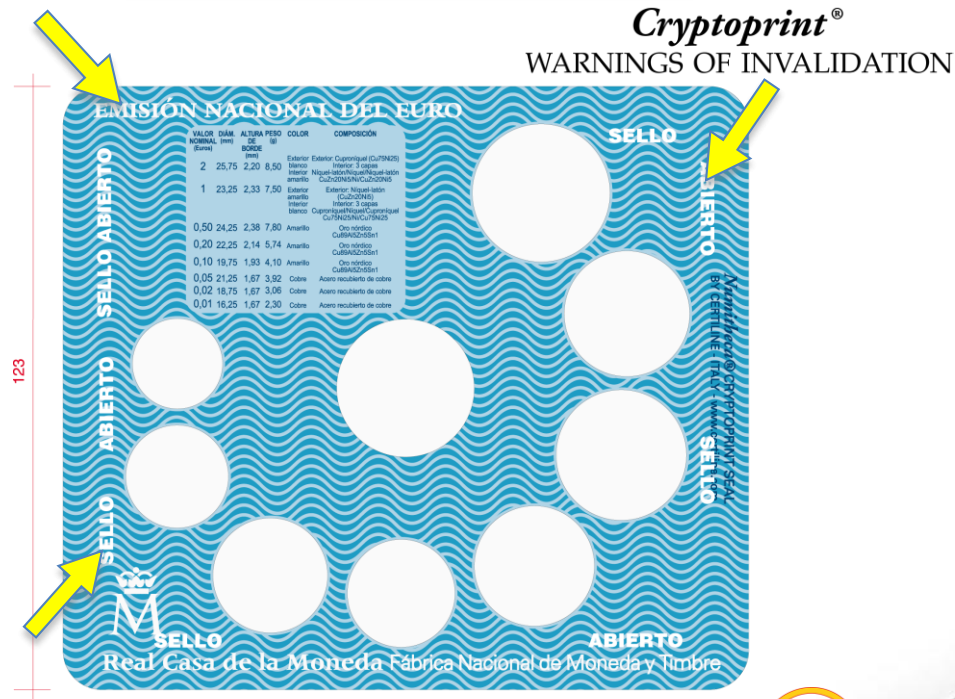 Cryptoprint®
WARNINGS OF INVALIDATION
EMISIÓN NACIONAL DEL EURO
VALOR NOMINAL (Euros) DIÁM. (mm) ALTURA DE BORDE (mm) PESO (g) COLOR COMPOSICIÓN
2 25,75 2,20 8,50 Exterior blanco Interior amarillo Exterior: Cuproníquel (Cu75Ni25) Interior: 3 capas Níquel-latón/Níquel/Níquel-latón CuZn20Ni5/Ni/CuZn20Ni5
1 23,25 2,33 7,50 Exterior amarillo Interior blanco Exterior: Níquel-latón (CuZn20Ni5) Interior: 3 capas Cuproníquel/Níquel/Cuproníquel Cu75Ni25/Ni/Cu75Ni25
0,50 24,25 2,38 7,80 Amarillo Oro nórdico Cu89Al5Zn5Sn1
0,20 22,25 2,14 5,74 Amarillo Oro nórdico Cu89Al5Zn5Sn1
0,10 19,75 1,93 4,10 Amarillo Oro nórdico Cu89Al5Zn5Sn1
0,05 21,25 1,67 3,92 Cobre Acero recubierto de cobre
0,02 18,75 1,67 3,06 Cobre Acero recubierto de cobre
0,01 16,25 1,67 2,30 Cobre Acero recubierto de cobre
SELLO
ABIERTO
SELLO ABIERTO
CRYPTOPRINT SEAL
BY CERTILINE - ITALY -
123
ABIERTO
SELLO
SELLO
M
SELLO
ABIERTO
Real Casa de la Moneda Fábrica Nacional de Moneda y Timbre